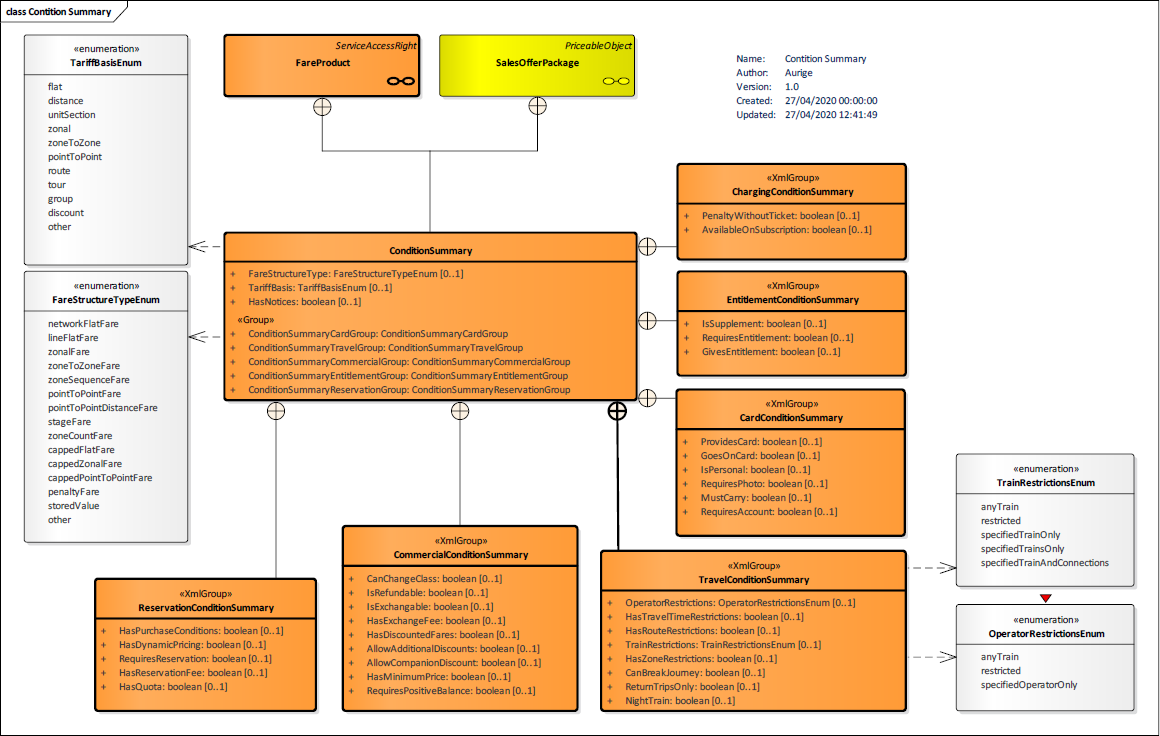 class Contition Summary
«enumeration»
TariffBasisEnum
flat
distance
unitSection
zonal
zoneToZone
pointToPoint
route
tour
group
discount
other
ServiceAccessRight
FareProduct
PriceableObject
SalesOfferPackage
Name: Contition Summary
Author: Aurige
Version: 1.0
Created: 27/04/2020 00:00:00
Updated: 27/04/2020 12:41:49
«XmlGroup»
ChargingConditionSummary
+ PenaltyWithoutTicket: boolean [0..1]
+ AvailableOnSubscription: boolean [0..1]
ConditionSummary
+ FareStructureType: FareStructureTypeEnum [0..1]
+ TariffBasis: TariffBasisEnum [0..1]
+ HasNotices: boolean [0..1]
«Group»
+ ConditionSummaryCardGroup: ConditionSummaryCardGroup
+ ConditionSummaryTravelGroup: ConditionSummaryTravelGroup
+ ConditionSummaryCommercialGroup: ConditionSummaryCommercialGroup
+ ConditionSummaryEntitlementGroup: ConditionSummaryEntitlementGroup
+ ConditionSummaryReservationGroup: ConditionSummaryReservationGroup
«enumeration»
FareStructureTypeEnum
networkFlatFare
lineFlatFare
zonalFare
zoneToZoneFare
zoneSequenceFare
pointToPointFare
pointToPointDistanceFare
stageFare
zoneCountFare
cappedFlatFare
cappedZonalFare
cappedPointToPointFare
penaltyFare
storedValue
other
«XmlGroup»
EntitlementConditionSummary
+ IsSupplement: boolean [0..1]
+ RequiresEntitlement: boolean [0..1]
+ GivesEntitlement: boolean [0..1]
«XmlGroup»
CardConditionSummary
+ ProvidesCard: boolean [0..1]
+ GoesOnCard: boolean [0..1]
+ IsPersonal: boolean [0..1]
+ RequiresPhoto: boolean [0..1]
+ MustCarry: boolean [0..1]
+ RequiresAccount: boolean [0..1]
«enumeration»
TrainRestrictionsEnum
anyTrain
restricted
specifiedTrainOnly
specifiedTrainsOnly
specifiedTrainAndConnections
«XmlGroup»
ReservationConditionSummary
+ HasPurchaseConditions: boolean [0..1]
+ HasDynamicPricing: boolean [0..1]
+ RequiresReservation: boolean [0..1]
+ HasReservationFee: boolean [0..1]
+ HasQuota: boolean [0..1]
«XmlGroup»
CommercialConditionSummary
+ CanChangeClass: boolean [0..1]
+ IsRefundable: boolean [0..1]
+ IsExchangable: boolean [0..1]
+ HasExchangeFee: boolean [0..1]
+ HasDiscountedFares: boolean [0..1]
+ AllowAdditionalDiscounts: boolean [0..1]
+ AllowCompanionDiscount: boolean [0..1]
+ HasMinimumPrice: boolean [0..1]
+ RequiresPositiveBalance: boolean [0..1]
«XmlGroup»
TravelConditionSummary
+ OperatorRestrictions: OperatorRestrictionsEnum [0..1]
+ HasTravelTimeRestrictions: boolean [0..1]
+ HasRouteRestrictions: boolean [0..1]
+ TrainRestrictions: TrainRestrictionsEnum [0..1]
+ HasZoneRestrictions: boolean [0..1]
+ CanBreakJourney: boolean [0..1]
+ ReturnTripsOnly: boolean [0..1]
+ NightTrain: boolean [0..1]
«enumeration»
OperatorRestrictionsEnum
anyTrain
restricted
specifiedOperatorOnly